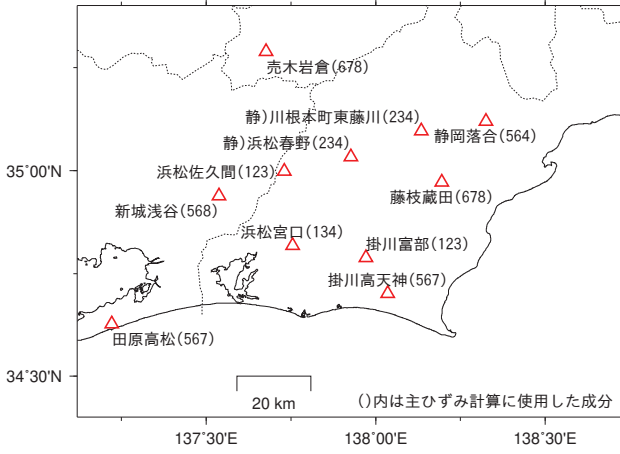 売木岩倉(678)
静)川根本町東藤川(234)
静岡落合(564)
静)浜松春野(234)
35˚00'N
浜松佐久間(123)
藤枝蔵田(678)
新城浅谷(568)
浜松宮口(134)
掛川富部(123)
掛川高天神(567)
田原高松(567)
34˚30'N
20 km
()内は主ひずみ計算に使用した成分
137˚30'E
138˚00'E
138˚30'E